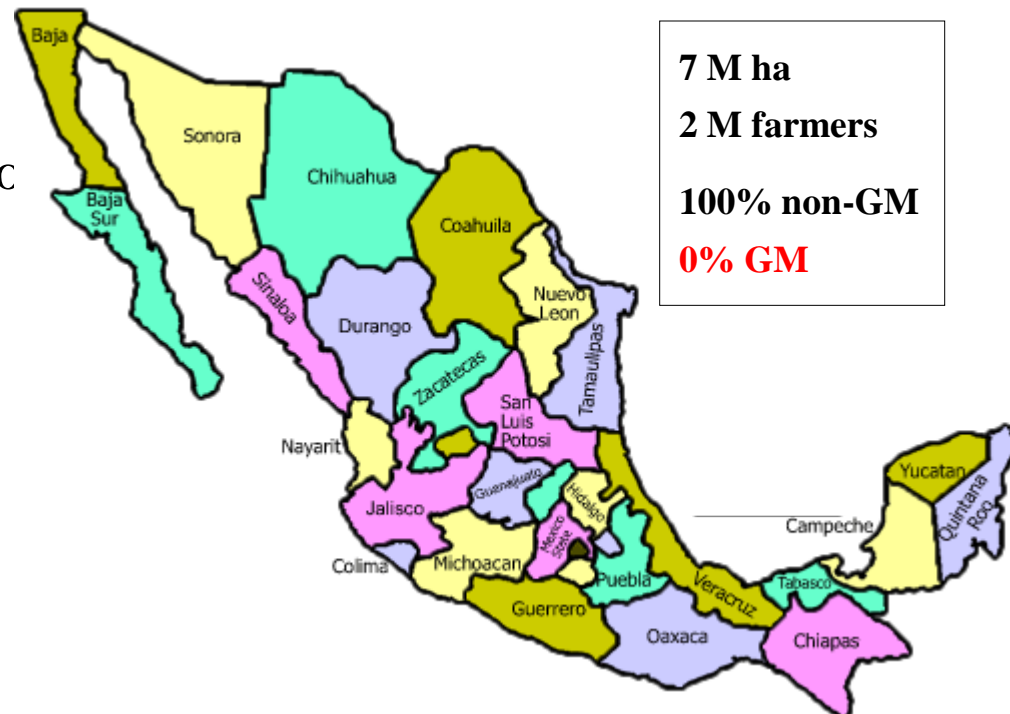 7 M ha
2 M farmers
100% non-GM
0% GM
Baja
Sonora
Chihuahua
C
Baja
Sur
Coahuila
Sinaloa
Durango
Nuevo
Leon
Tamaulipas
Zacatecas
San
Luis
Potosi
Nayarit
Guanajuato
Hidalgo
Yucatan
Quintana
Roo
Jalisco
Mexico
State
Campeche
Colima
Michoacan
Puebla
Veracruz
Tabasco
Guerrero
Oaxaca
Chiapas